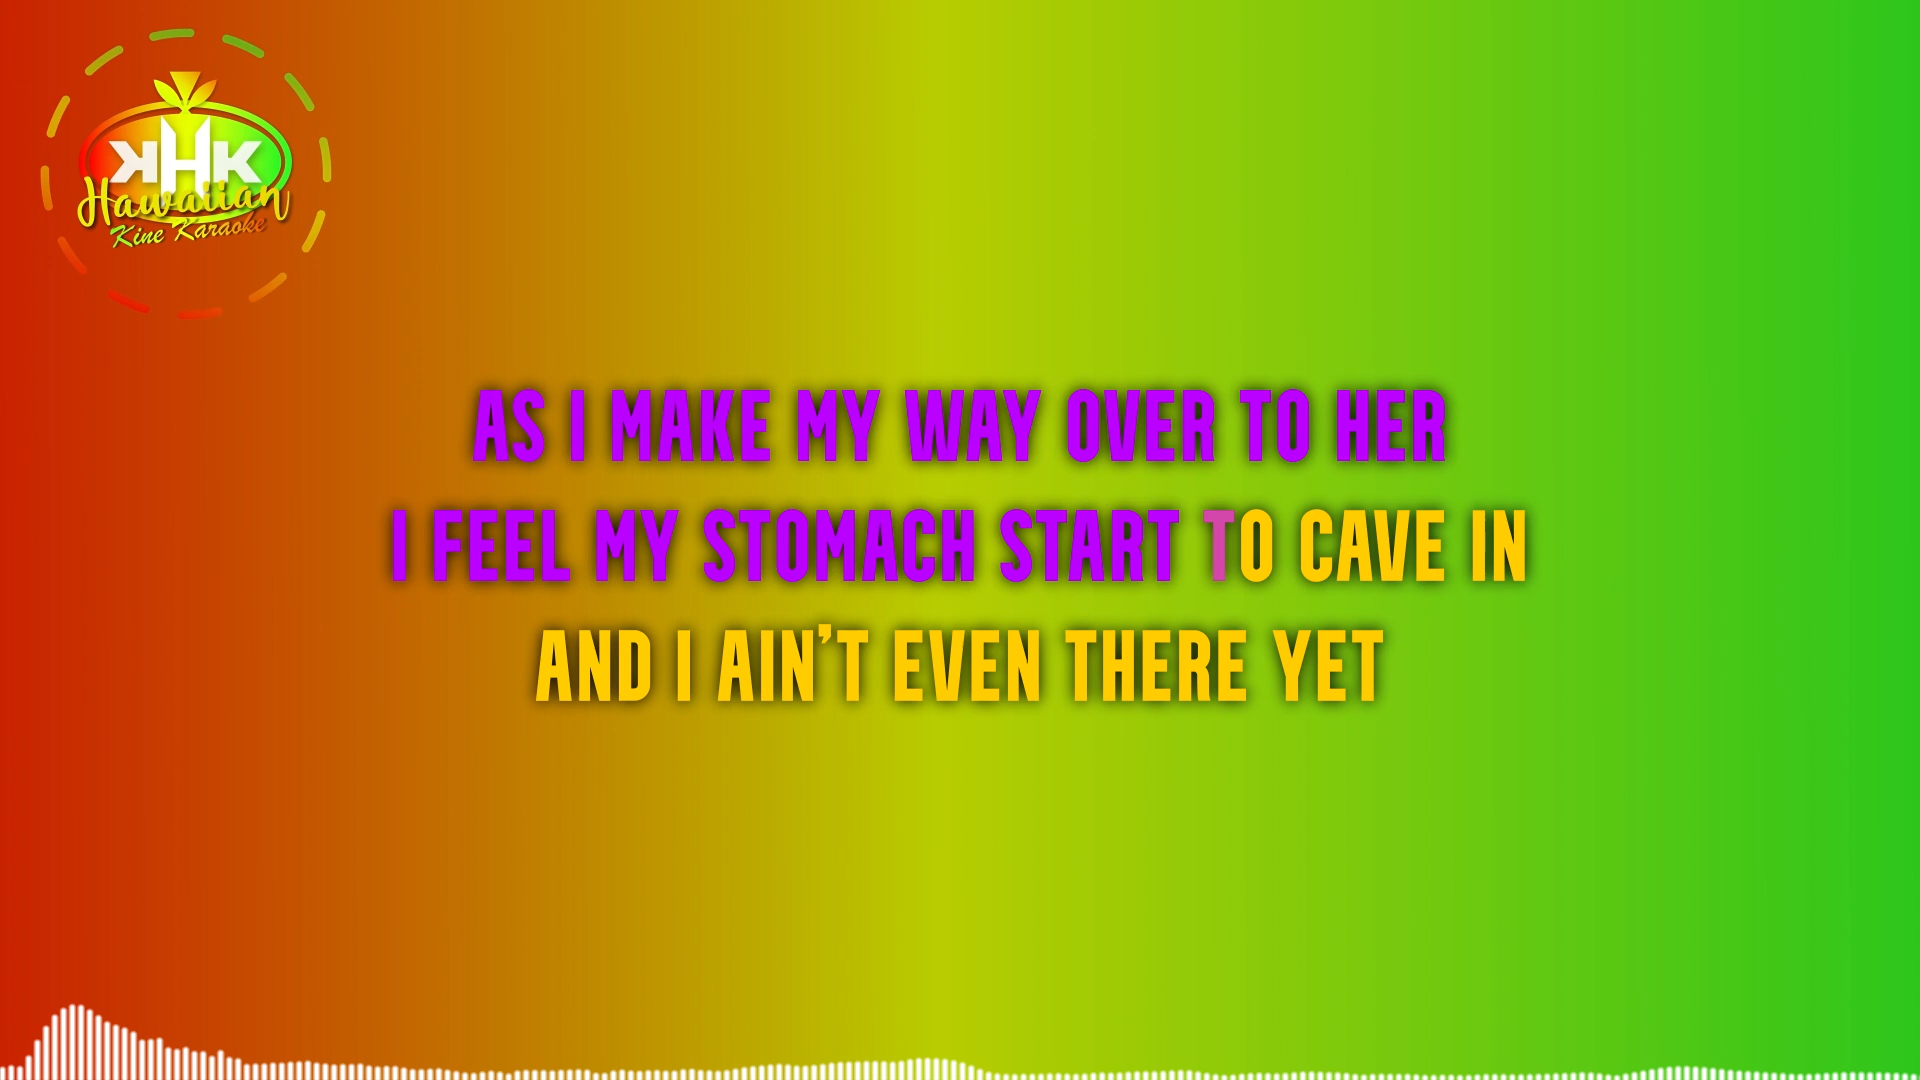 KHK
Hawaiian
Kine Karaoke
AS I MAKE MY WAY OVER TO HER
I FEEL MY STOMACH START TO CAVE IN
AND I AIN'T EVEN THERE YET